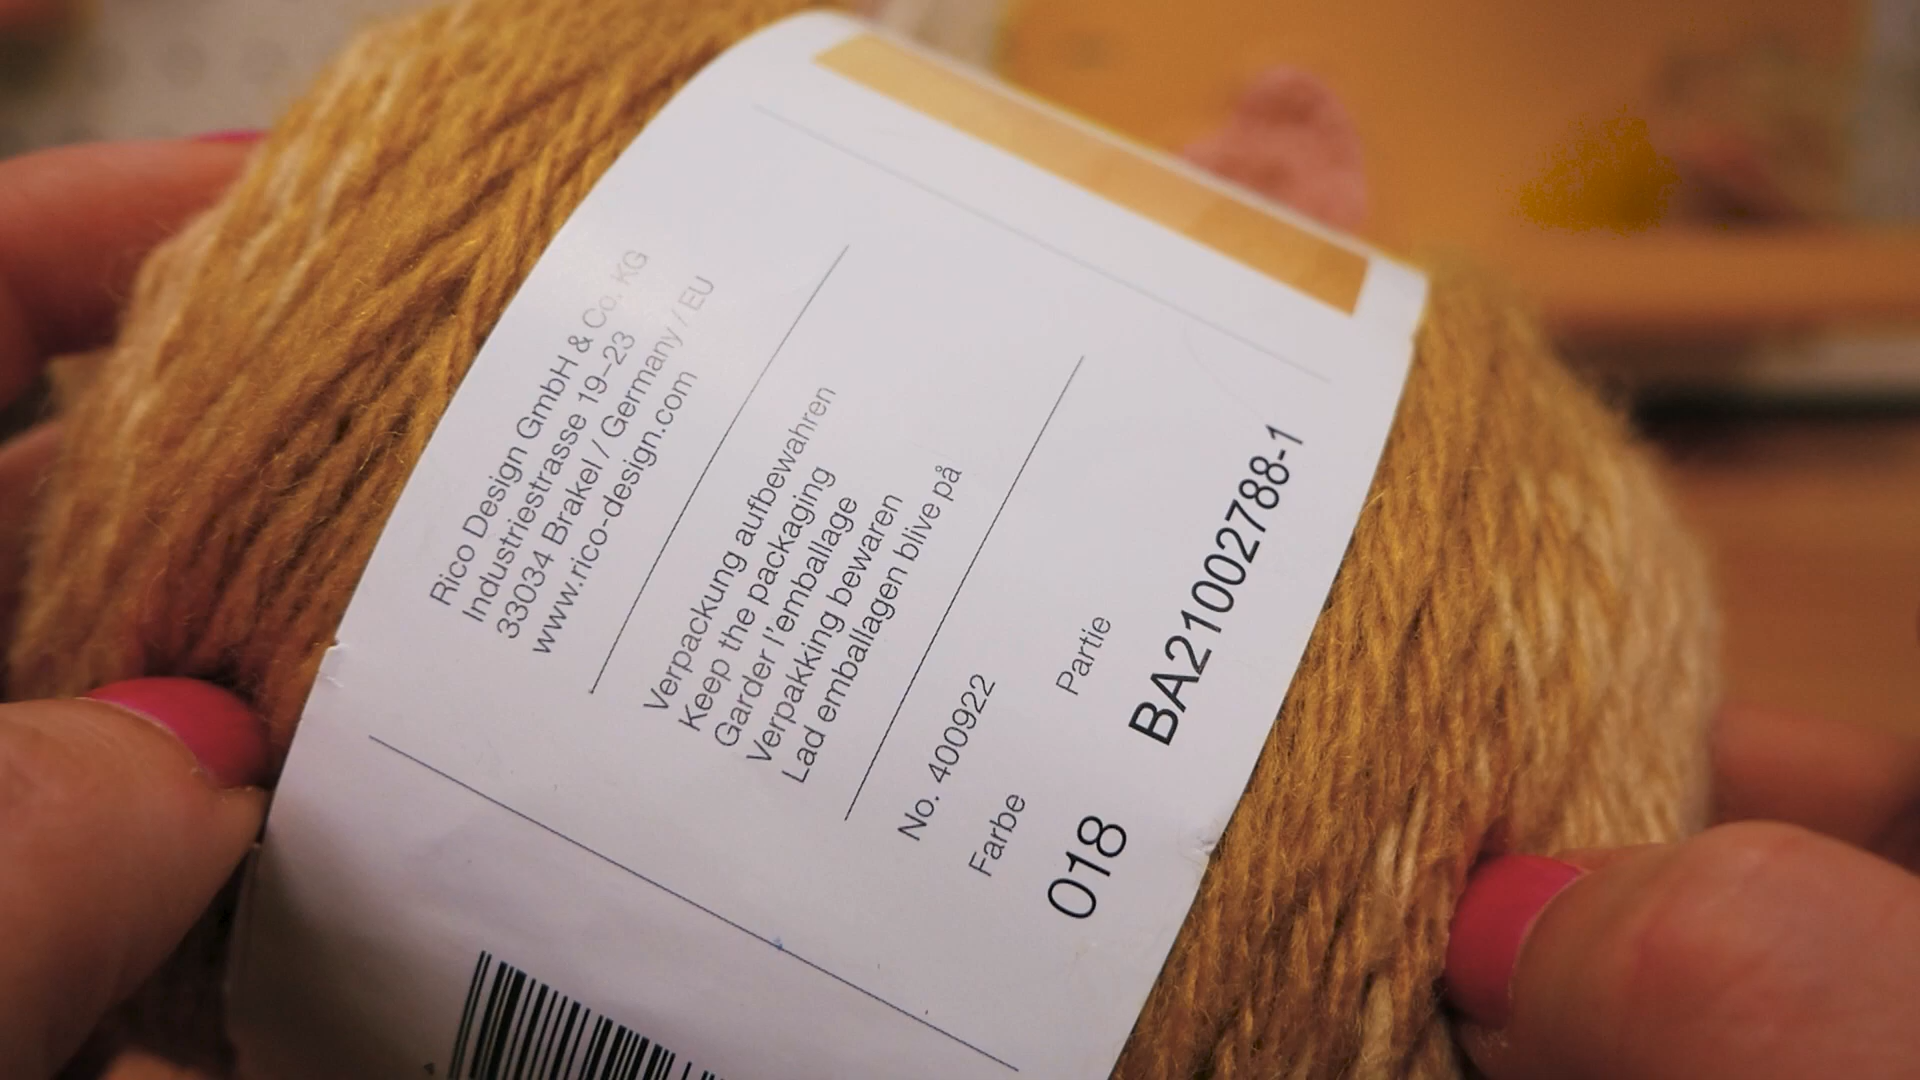 Rico Design GmbH & Co. KG
Industriestrasse 19–23
33034 Brakel / Germany / EU
www.rico-design.com
Verpackung aufbewahren
Keep the packaging
Garder l'emballage
Verpakking bewaren
Lad emballagen blive på
No. 400922
Farbe Partie
018 BA21002788-1